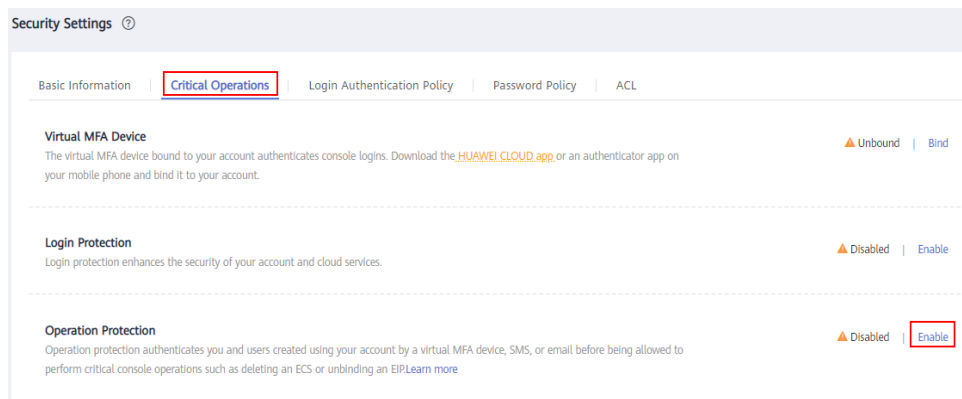 Security Settings ?
Basic Information | Critical Operations | Login Authentication Policy | Password Policy | ACL
Virtual MFA Device
The virtual MFA device bound to your account authenticates console logins. Download the HUAWEI CLOUD app or an authenticator app on
your mobile phone and bind it to your account.
Unbound | Bind
Login Protection
Login protection enhances the security of your account and cloud services.
Disabled | Enable
Operation Protection
Operation protection authenticates you and users created using your account by a virtual MFA device, SMS, or email before being allowed to
perform critical console operations such as deleting an ECS or unbinding an EIP.Learn more
Disabled | Enable